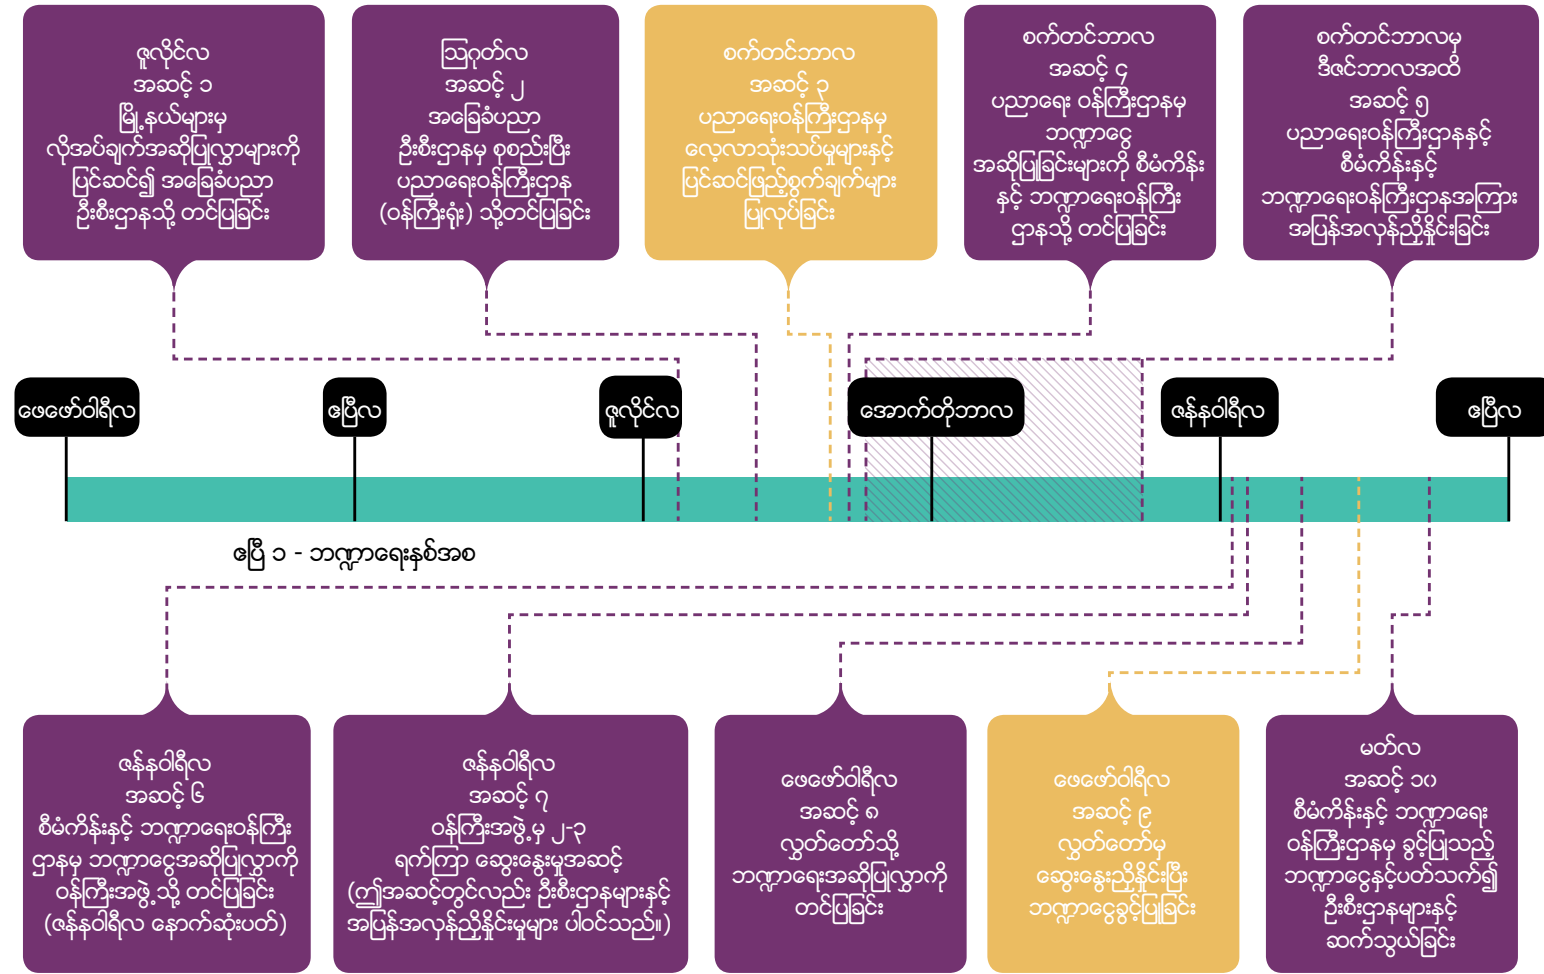 ဇူလိုင်လ
အဆင့် ၁
မြို့နယ်များမှ
လိုအပ်ချက်အဆိုပြုလွှာများကို
ပြင်ဆင်၍ အခြေခံပညာ
ဦးစီးဌာနသို့ တင်ပြခြင်း
ဩဂုတ်လ
အဆင့် ၂
အခြေခံပညာ
ဦးစီးဌာနမှ စုစည်းပြီး
ပညာရေးဝန်ကြီးဌာန
(ဝန်ကြီးရုံး) သို့တင်ပြခြင်း
စက်တင်ဘာလ
အဆင့် ၃
ပညာရေးဝန်ကြီးဌာနမှ
လေ့လာသုံးသပ်မှုများနှင့်
ပြင်ဆင်ဖြည့်စွက်ချက်များ
ပြုလုပ်ခြင်း
စက်တင်ဘာလ
အဆင့် ၄
ပညာရေး ဝန်ကြီးဌာနမှ
ဘဏ္ဍာငွေ
အဆိုပြုခြင်းများကို စီမံကိန်း
နှင့် ဘဏ္ဍာရေးဝန်ကြီး
ဌာနသို့ တင်ပြခြင်း
စက်တင်ဘာလမှ
ဒီဇင်ဘာလအထိ
အဆင့် ၅
ပညာရေးဝန်ကြီးဌာနနှင့်
စီမံကိန်းနှင့်
ဘဏ္ဍာရေးဝန်ကြီးဌာနအကြား
အပြန်အလှန်ညှိနှိုင်းခြင်း
ဖေဖော်ဝါရီလ
ဧပြီလ
ဇူလိုင်လ
အောက်တိုဘာလ
ဇန်နဝါရီလ
ဧပြီလ
ဧပြီ ၁ - ဘဏ္ဍာရေးနှစ်အစ
ဇန်နဝါရီလ
အဆင့် ၆
စီမံကိန်းနှင့် ဘဏ္ဍာရေးဝန်ကြီး
ဌာနမှ ဘဏ္ဍာငွေအဆိုပြုလွှာကို
ဝန်ကြီးအဖွဲ့သို့ တင်ပြခြင်း
(ဇန်နဝါရီလ နောက်ဆုံးပတ်)
ဇန်နဝါရီလ
အဆင့် ၇
ဝန်ကြီးအဖွဲ့မှ ၂-၃
ရက်ကြာ ဆွေးနွေးမှုအဆင့်
(ဤအဆင့်တွင်လည်း ဦးစီးဌာနများနှင့်
အပြန်အလှန်ညှိနှိုင်းမှုများ ပါဝင်သည်။)
ဖေဖော်ဝါရီလ
အဆင့် ၈
လွှတ်တော်သို့
ဘဏ္ဍာရေးအဆိုပြုလွှာကို
တင်ပြခြင်း
ဖေဖော်ဝါရီလ
အဆင့် ၉
လွှတ်တော်မှ
ဆွေးနွေးညှိနှိုင်းပြီး
ဘဏ္ဍာငွေခွင့်ပြုခြင်း
မတ်လ
အဆင့် ၁၀
စီမံကိန်းနှင့် ဘဏ္ဍာရေး
ဝန်ကြီးဌာနမှ ခွင့်ပြုသည့်
ဘဏ္ဍာငွေနှင့်ပတ်သက်၍
ဦးစီးဌာနများနှင့်
ဆက်သွယ်ခြင်း